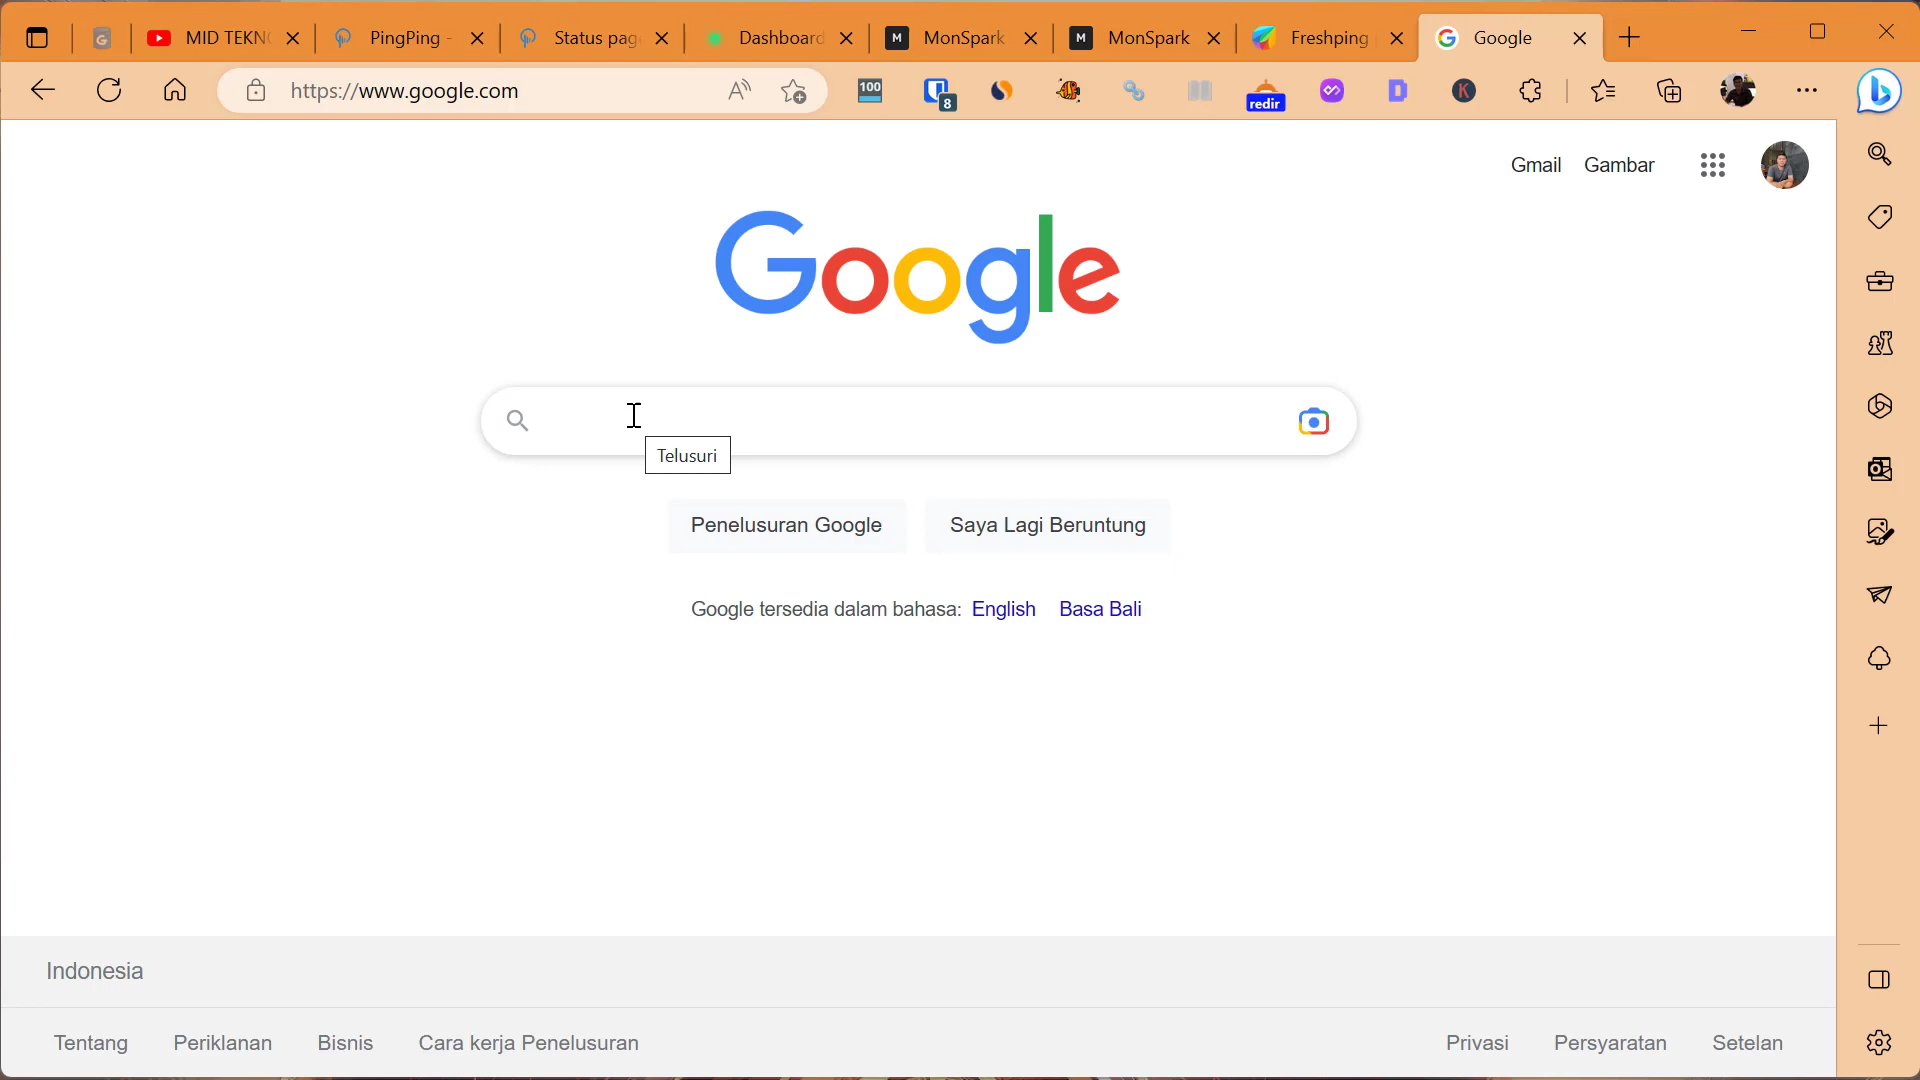 MID TEKN
PingPing -
Status pag
Dashboard
MonSpark
MonSpark
Freshping
Google
https://www.google.com
100
8
redir
K
Gmail
Gambar
Google
Telusuri
Penelusuran Google
Saya Lagi Beruntung
Google tersedia dalam bahasa: English Basa Bali
Indonesia
Tentang
Periklanan
Bisnis
Cara kerja Penelusuran
Privasi
Persyaratan
Setelan